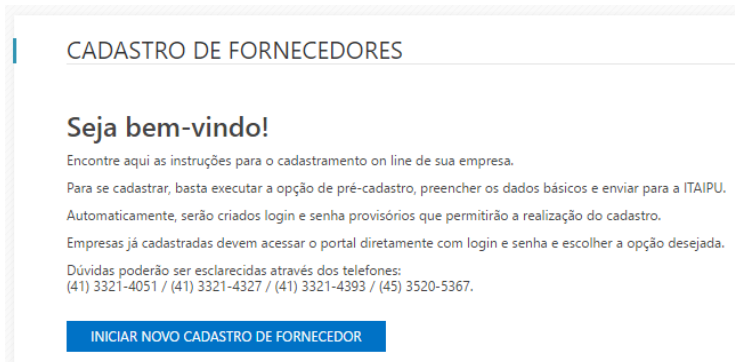 CADASTRO DE FORNECEDORES
Seja bem-vindo!
Encontre aqui as instruções para o cadastramento on line de sua empresa.
Para se cadastrar, basta executar a opção de pré-cadastro, preencher os dados básicos e enviar para a ITAIPU.
Automaticamente, serão criados login e senha provisórios que permitirão a realização do cadastro.
Empresas já cadastradas devem acessar o portal diretamente com login e senha e escolher a opção desejada.
Dúvidas poderão ser esclarecidas através dos telefones:
(41) 3321-4051 / (41) 3321-4327 / (41) 3321-4393 / (45) 3520-5367.
INICIAR NOVO CADASTRO DE FORNECEDOR